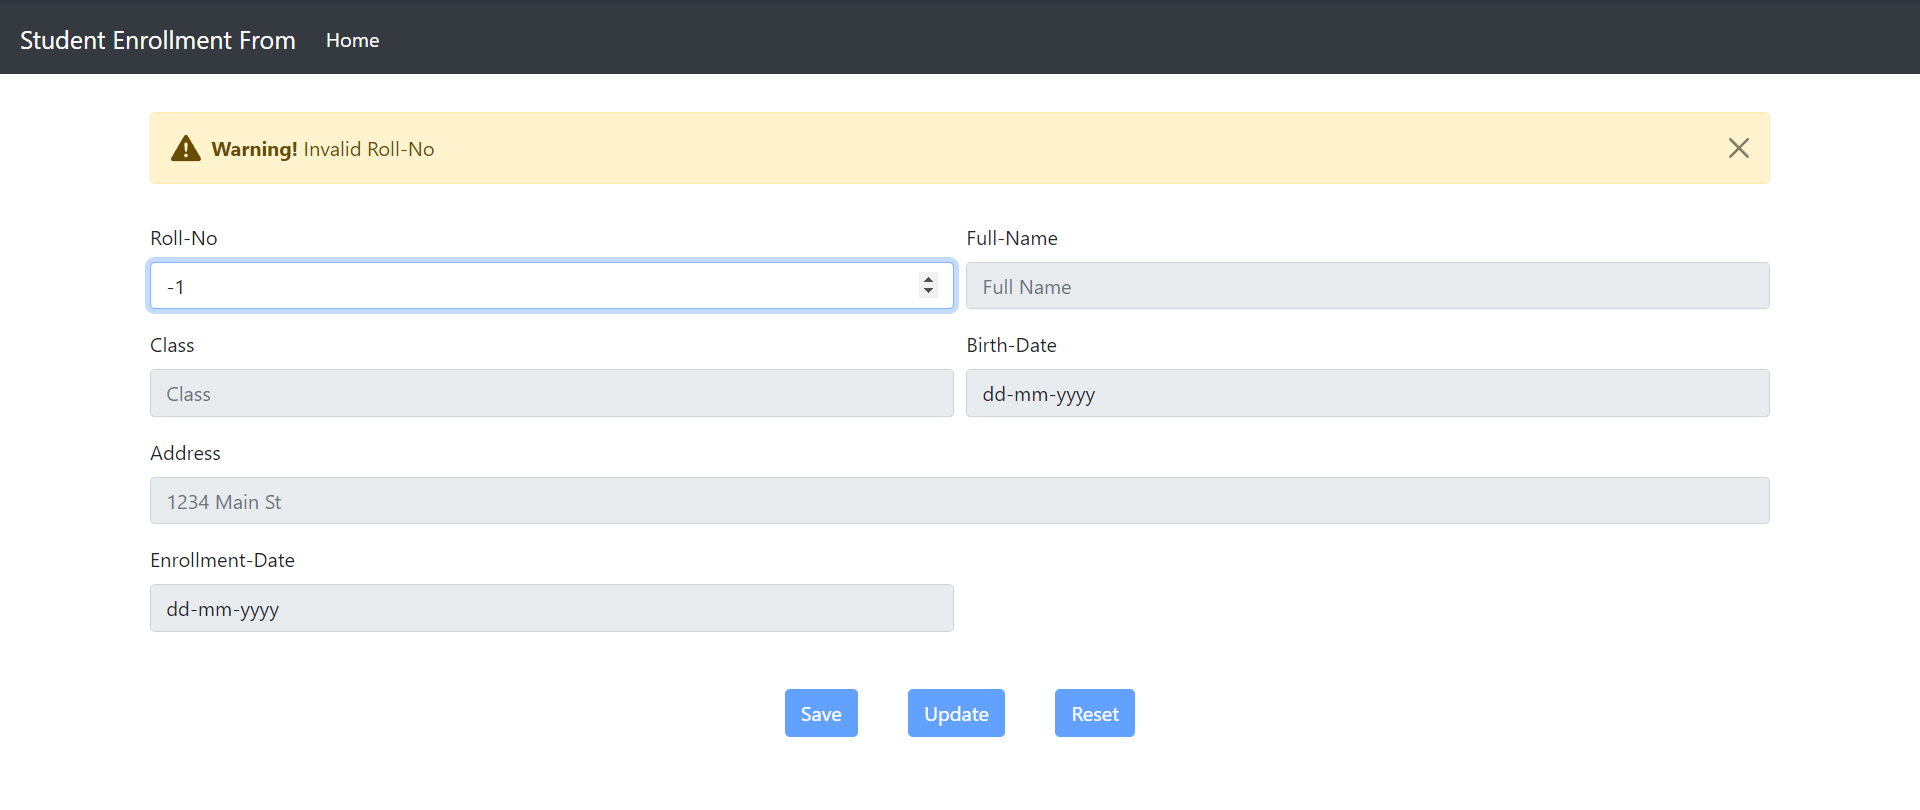 Student Enrollment From Home
Warning! Invalid Roll-No
Roll-No Full-Name
-1 Full Name
Class Birth-Date
Class dd-mm-yyyy
Address
1234 Main St
Enrollment-Date
dd-mm-yyyy
Save Update Reset